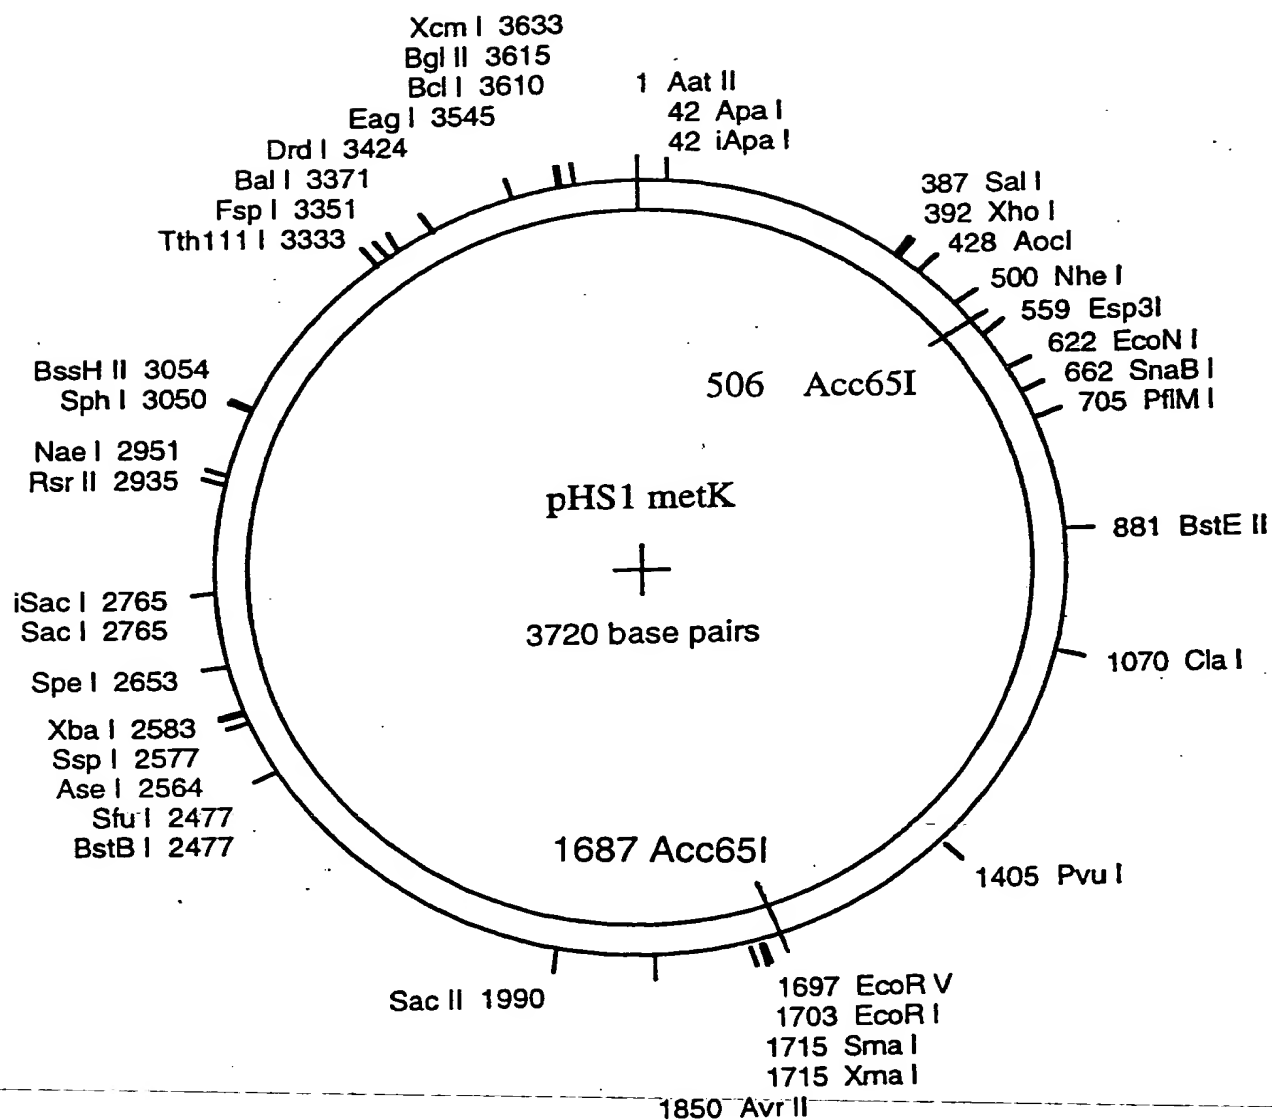 Xcm I 3633
Bgl II 3615
Bcl I 3610
Eag I 3545
Drd I 3424
Bal I 3371
Fsp I 3351
Tth111 I 3333
1 Aat II
42 Apa I
42 iApa I
387 Sal I
392 Xho I
428 AocI
500 Nhe I
559 Esp3I
622 EcoN I
662 SnaB I
705 PflM I
506 Acc65I
BssH II 3054
Sph I 3050
Nae I 2951
Rsr II 2935
pHS1 metK
881 BstE II
iSac I 2765
Sac I 2765
3720 base pairs
1070 Cla I
Spe I 2653
Xba I 2583
Ssp I 2577
Ase I 2564
Sfu I 2477
BstB I 2477
1687 Acc65I
1405 Pvu I
Sac II 1990
1697 EcoR V
1703 EcoR I
1715 Sma I
1715 Xma I
1850 Avr II